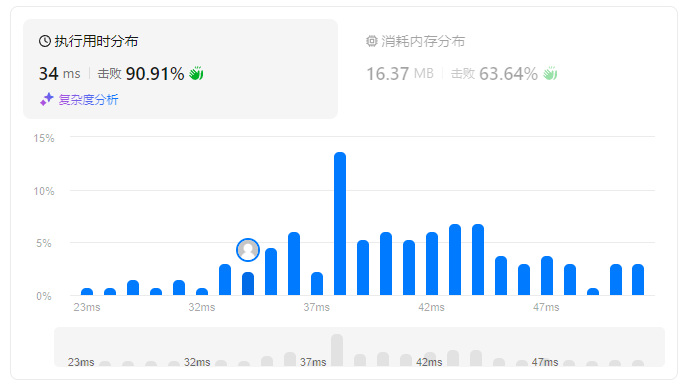 执行用时分布
34 ms 击败 90.91%
复杂度分析
消耗内存分布
16.37 MB 击败 63.64%
15%
10%
5%
0%
23ms 32ms 37ms 42ms 47ms
23ms 32ms 37ms 42ms 47ms